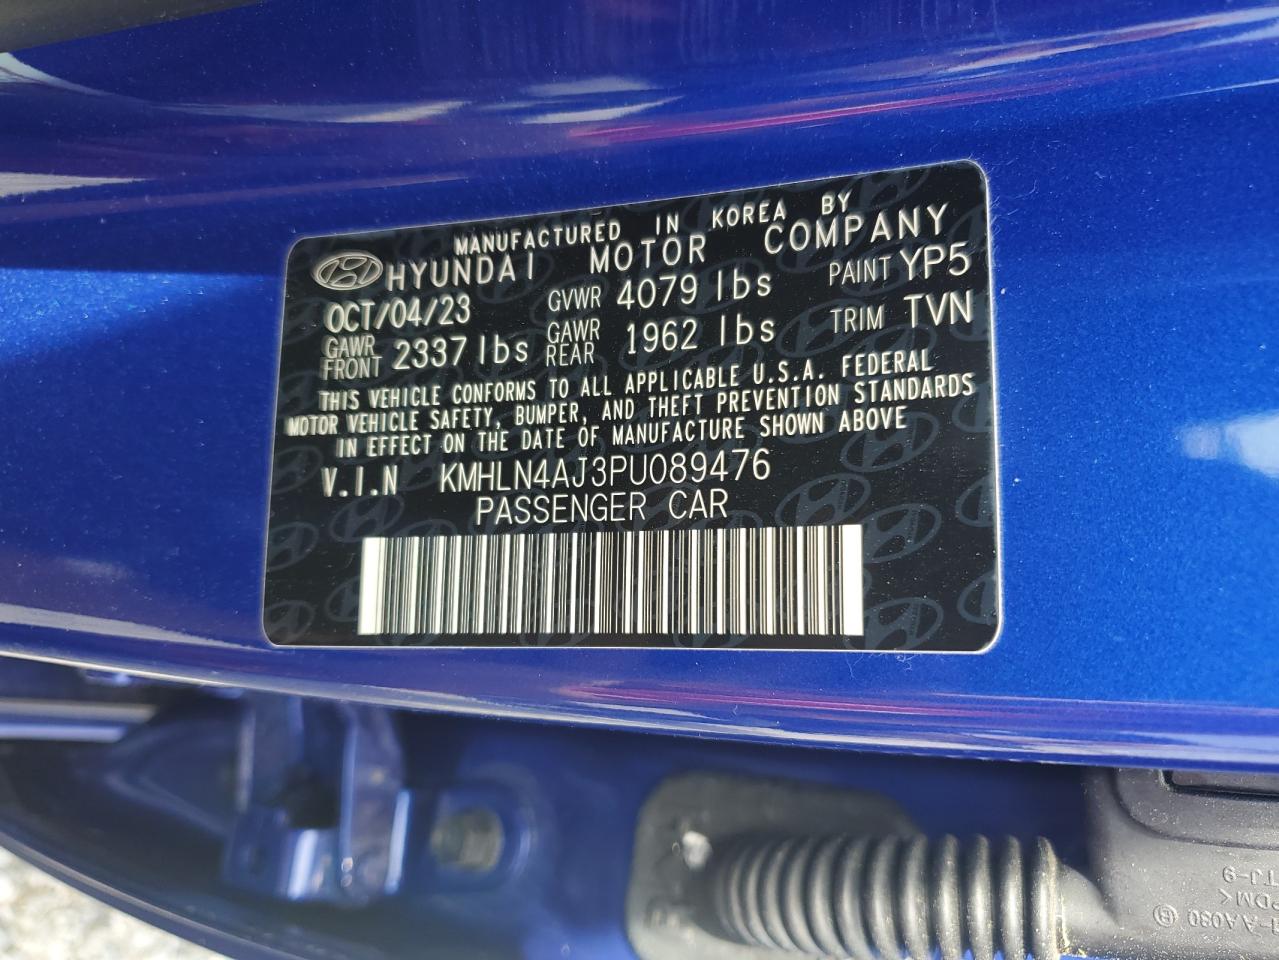 MANUFACTURED IN KOREA BY
HYUNDAI MOTOR COMPANY
OCT/04/23 GVWR 4079 lbs PAINT YP5
GAWR FRONT 2337 lbs GAWR REAR 1962 lbs TRIM TVN
THIS VEHICLE CONFORMS TO ALL APPLICABLE U.S.A. FEDERAL
MOTOR VEHICLE SAFETY, BUMPER, AND THEFT PREVENTION STANDARDS
IN EFFECT ON THE DATE OF MANUFACTURE SHOWN ABOVE
V.I.N KMHLN4AJ3PU089476
PASSENGER CAR
TJ-9